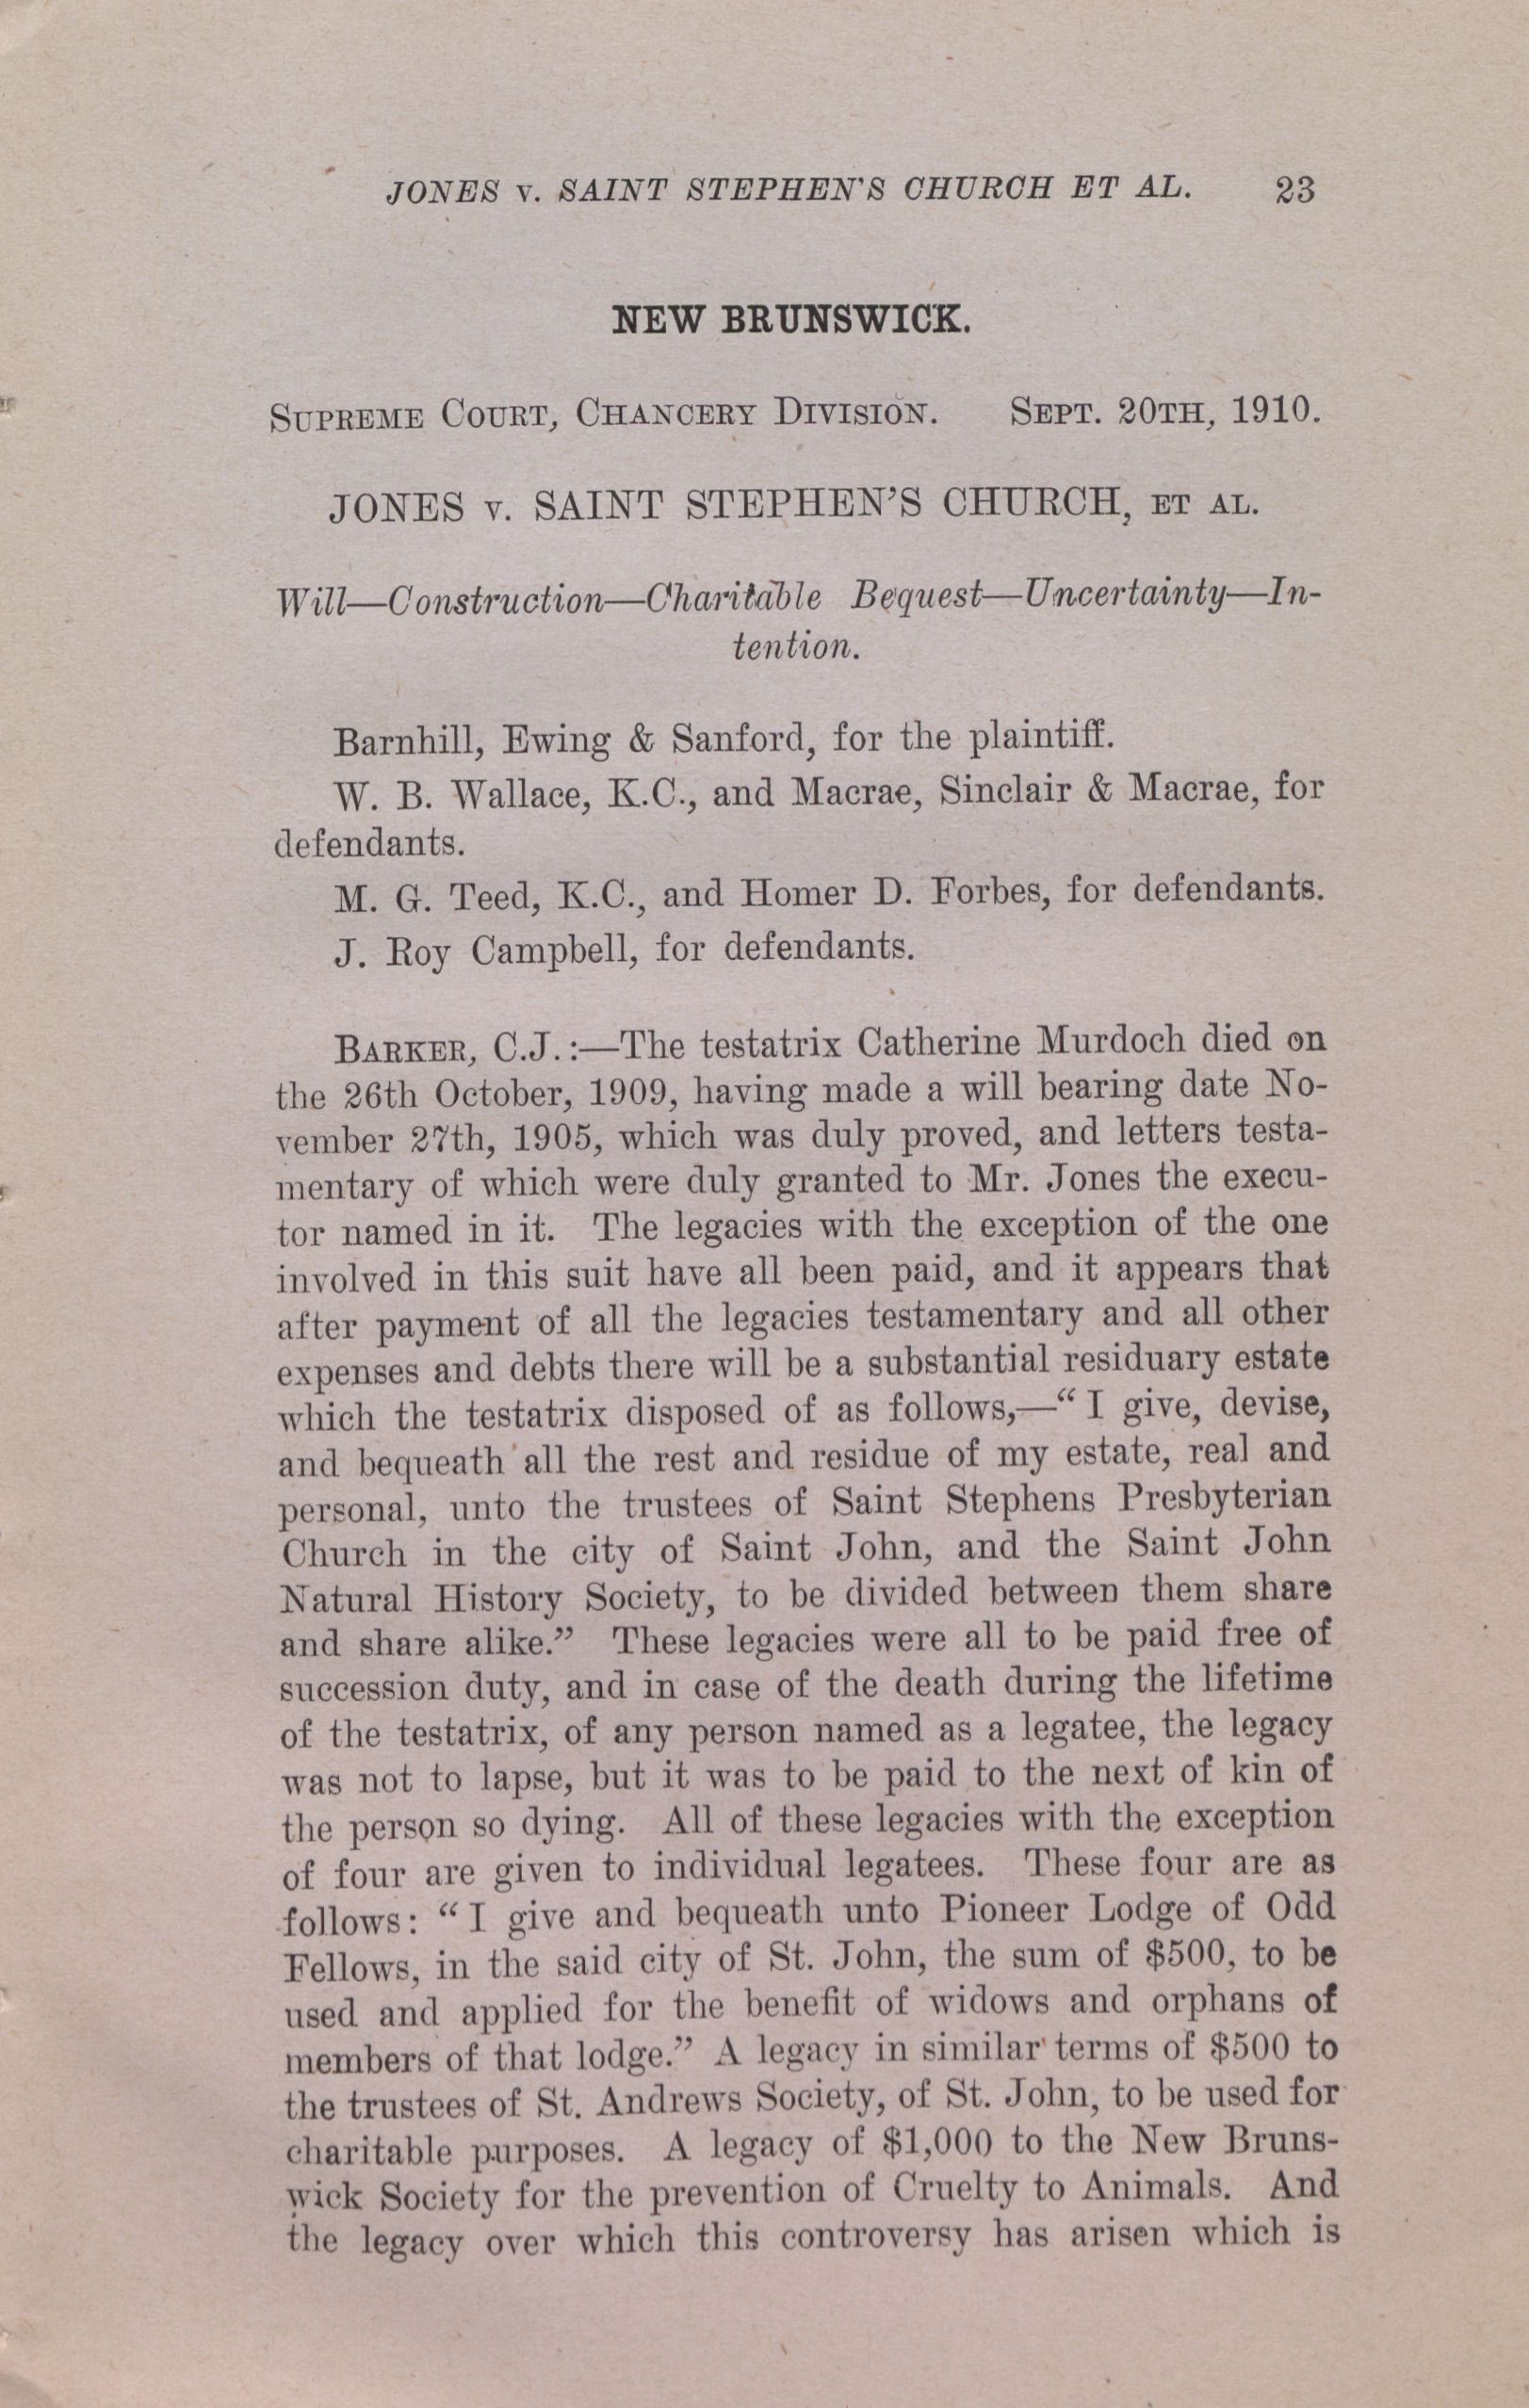 JONES v. SAINT STEPHEN'S CHURCH ET AL. 23
NEW BRUNSWICK.
SUPREME COURT, CHANCERY DIVISION. SEPT. 20TH, 1910.
JONES v. SAINT STEPHEN'S CHURCH, ET AL.
Will—Construction—Charitable Bequest—Uncertainty—In-
tention.
Barnhill, Ewing & Sanford, for the plaintiff.
W. B. Wallace, K.C., and Macrae, Sinclair & Macrae, for
defendants.
M. G. Teed, K.C., and Homer D. Forbes, for defendants.
J. Roy Campbell, for defendants.
BARKER, C.J.:—The testatrix Catherine Murdoch died on
the 26th October, 1909, having made a will bearing date No-
vember 27th, 1905, which was duly proved, and letters testa-
mentary of which were duly granted to Mr. Jones the execu-
tor named in it. The legacies with the exception of the one
involved in this suit have all been paid, and it appears that
after payment of all the legacies testamentary and all other
expenses and debts there will be a substantial residuary estate
which the testatrix disposed of as follows,—“ I give, devise,
and bequeath all the rest and residue of my estate, real and
personal, unto the trustees of Saint Stephens Presbyterian
Church in the city of Saint John, and the Saint John
Natural History Society, to be divided between them share
and share alike.” These legacies were all to be paid free of
succession duty, and in case of the death during the lifetime
of the testatrix, of any person named as a legatee, the legacy
was not to lapse, but it was to be paid to the next of kin of
the person so dying. All of these legacies with the exception
of four are given to individual legatees. These four are as
follows: “ I give and bequeath unto Pioneer Lodge of Odd
Fellows, in the said city of St. John, the sum of $500, to be
used and applied for the benefit of widows and orphans of
members of that lodge.” A legacy in similar terms of $500 to
the trustees of St. Andrews Society, of St. John, to be used for
charitable purposes. A legacy of $1,000 to the New Bruns-
wick Society for the prevention of Cruelty to Animals. And
the legacy over which this controversy has arisen which is